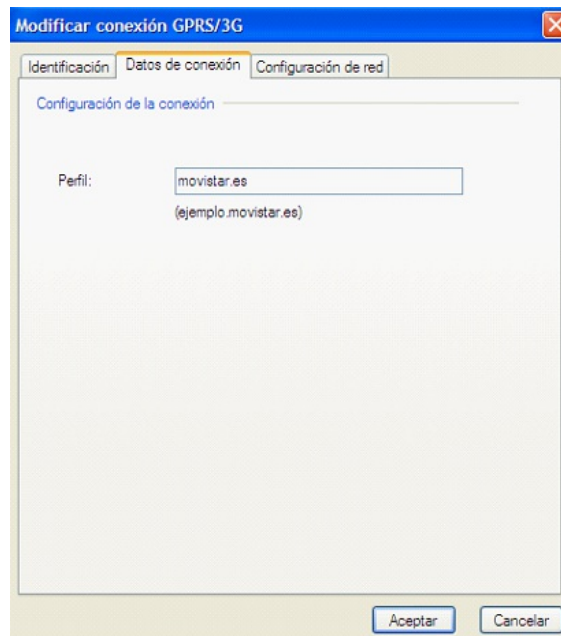 Modificar conexión GPRS/3G
Identificación Datos de conexión Configuración de red
Configuración de la conexión
Perfil: movistar.es
(ejemplo.movistar.es)
Aceptar Cancelar